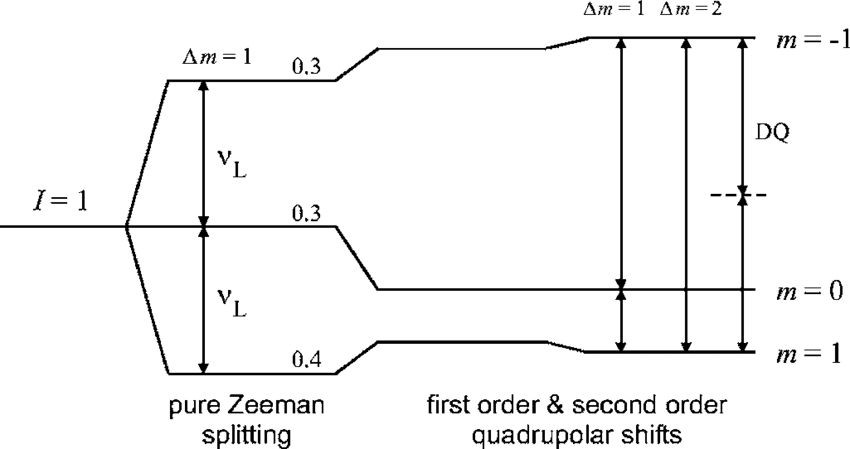 Δm = 1 Δm = 2
m = -1
Δm = 1
0.3
DQ
ν_L
I = 1
0.3
ν_L
m = 0
0.4
m = 1
pure Zeeman
splitting
first order & second order
quadrupolar shifts